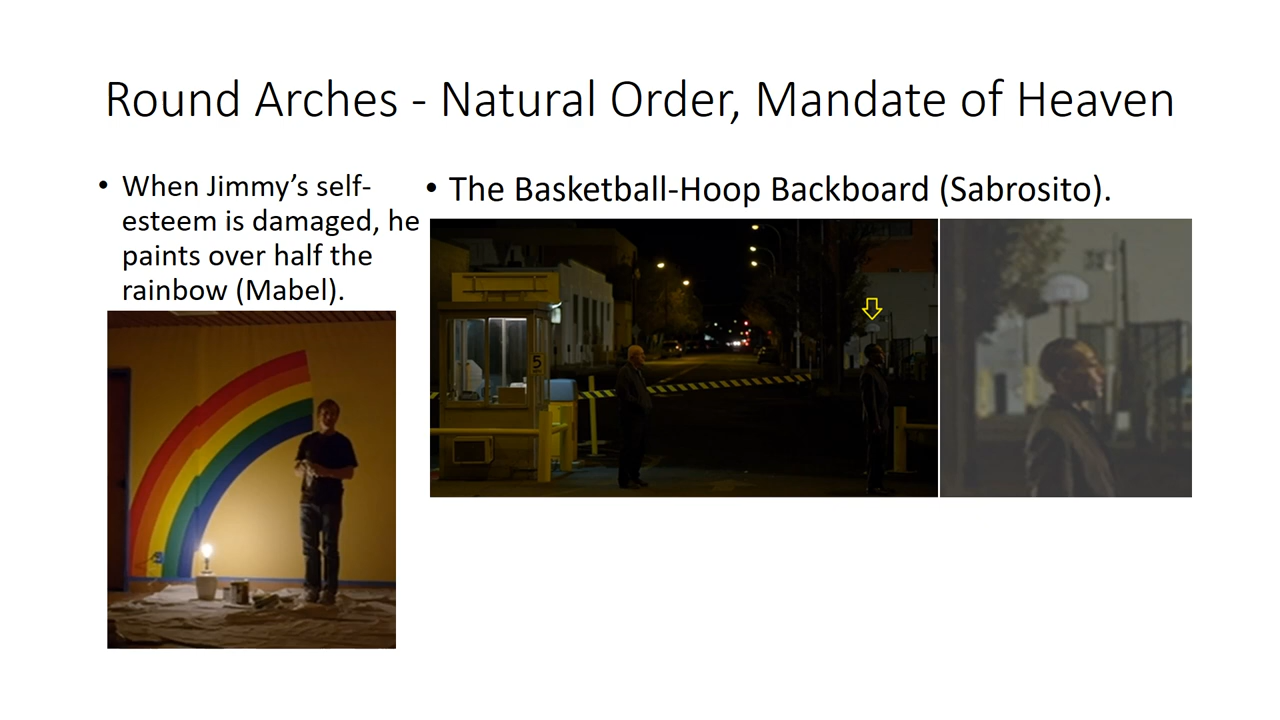 Round Arches - Natural Order, Mandate of Heaven
• When Jimmy’s self-
esteem is damaged, he
paints over half the
rainbow (Mabel).
• The Basketball-Hoop Backboard (Sabrosito).
5